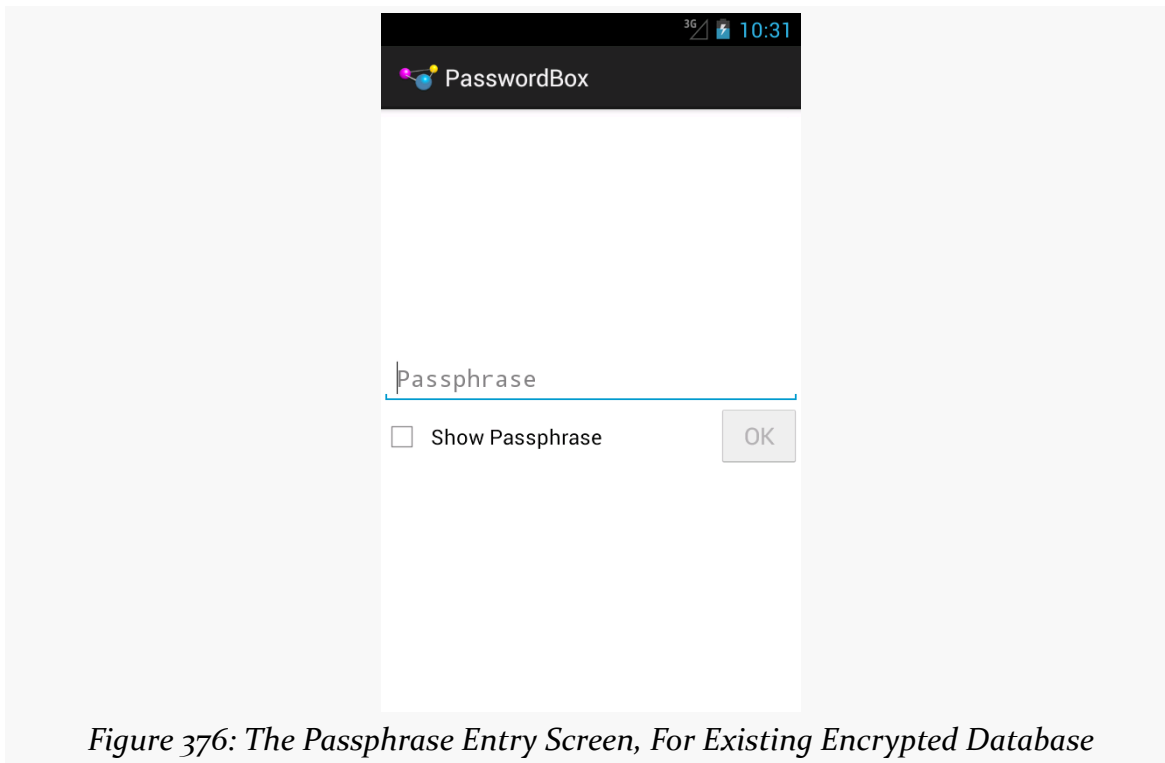 3G 10:31
PasswordBox
Passphrase
Show Passphrase OK
Figure 376: The Passphrase Entry Screen, For Existing Encrypted Database